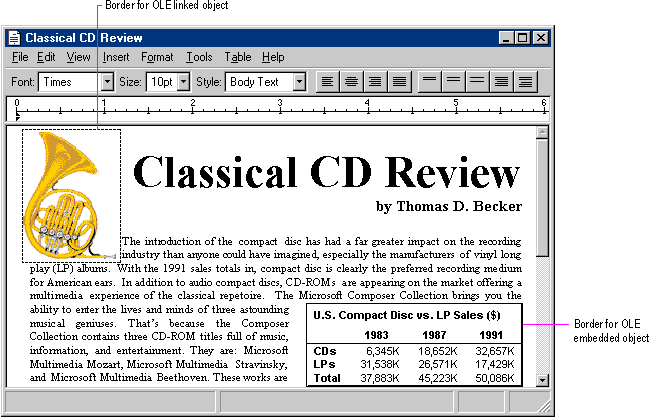 Border for OLE linked object
Classical CD Review
File Edit View Insert Format Tools Table Help
Font: Times Size: 10pt Style: Body Text
0 1 2 3 4 5 6
Classical CD Review
by Thomas D. Becker
The introduction of the compact disc has had a far greater impact on the recording
industry than anyone could have imagined, especially the manufacturers of vinyl long
play (LP) albums. With the 1991 sales totals in, compact disc is clearly the preferred recording medium
for American ears. In addition to audio compact discs, CD-ROMs are appearing on the market offering a
multimedia experience of the classical repetoire. The Microsoft Composer Collection brings you the
ability to enter the lives and minds of three astounding
musical geniuses. That's because the Composer
Collection contains three CD-ROM titles full of music,
information, and entertainment. They are: Microsoft
Multimedia Mozart, Microsoft Multimedia Stravinsky,
and Microsoft Multimedia Beethoven. These works are
U.S. Compact Disc vs. LP Sales ($)
1983 1987 1991
CDs 6,345K 18,652K 32,657K
LPs 31,538K 26,571K 17,429K
Total 37,883K 45,223K 50,086K
Border for OLE
embedded object